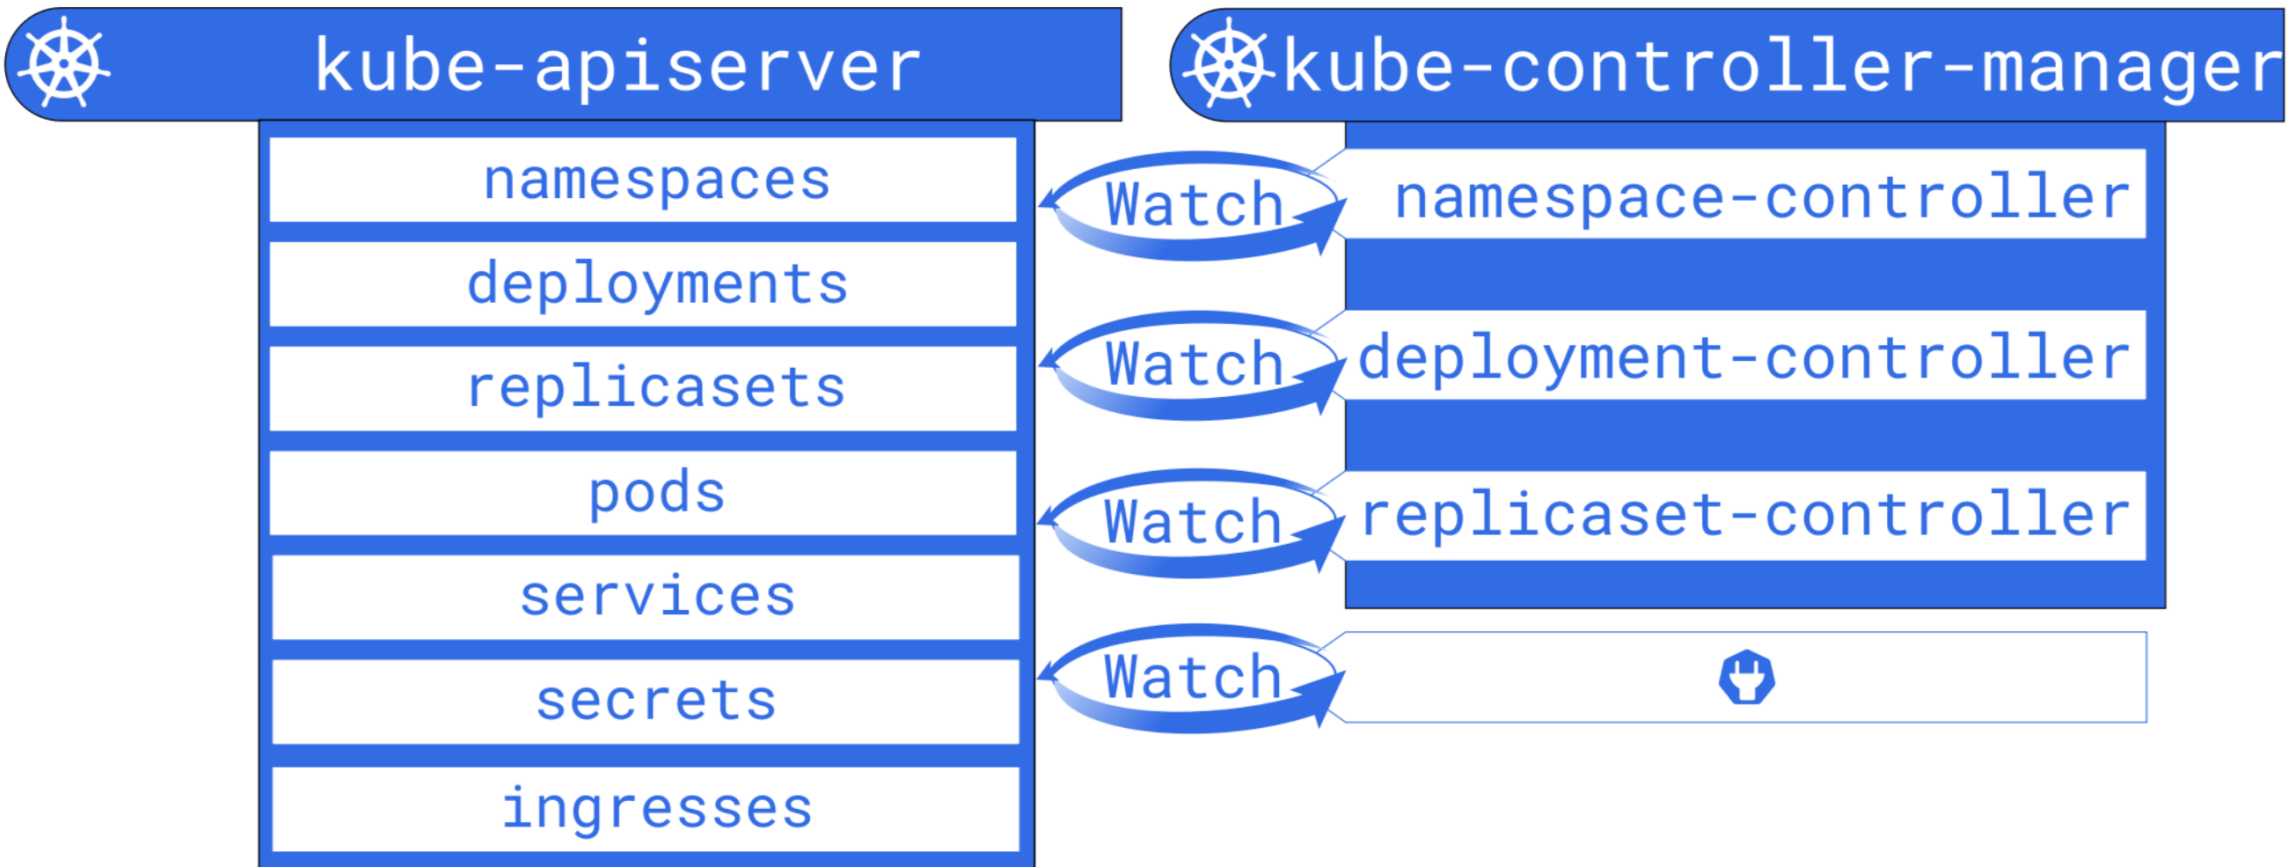 kube-apiserver
namespaces
deployments
replicasets
pods
services
secrets
ingresses
Watch
Watch
Watch
Watch
kube-controller-manager
namespace-controller
deployment-controller
replicaset-controller